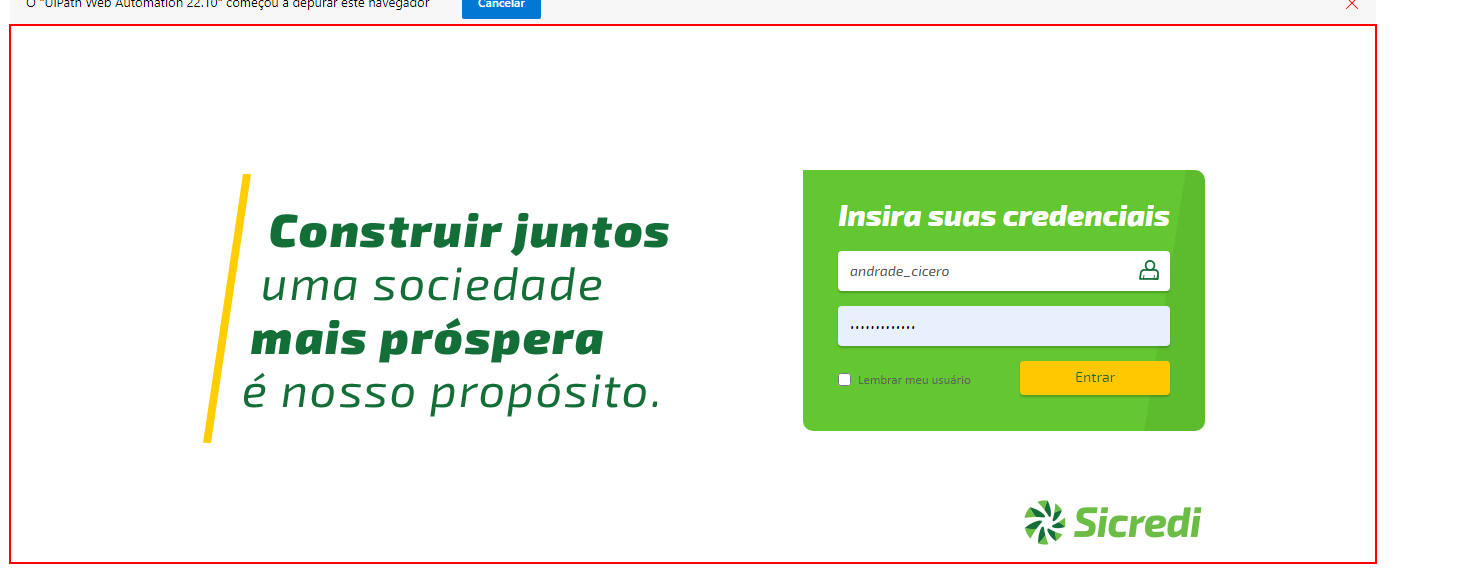 O "UiPath Web Automation 22.10" começou a depurar este navegador
Cancelar
Construir juntos
uma sociedade
mais próspera
é nosso propósito.
Insira suas credenciais
andrade_cicero
•••••••••••••
Lembrar meu usuário
Entrar
Sicredi